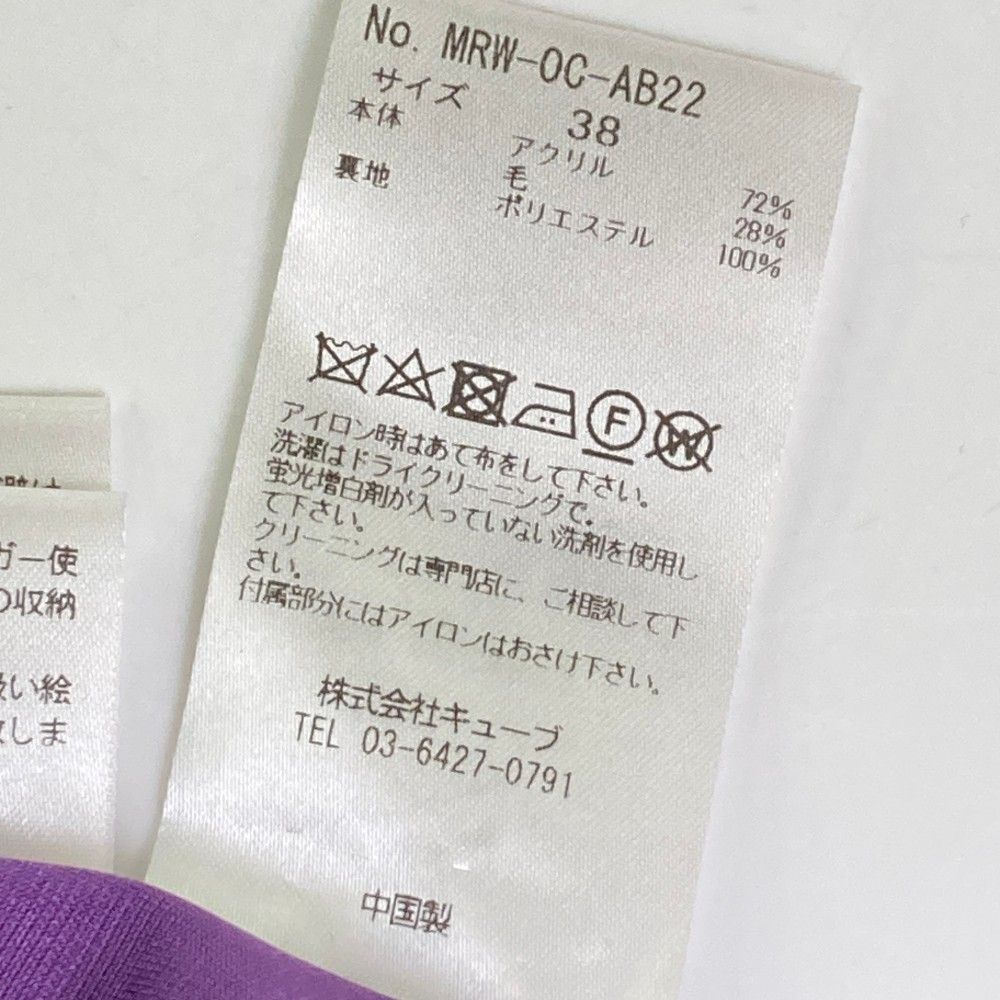 No. MRW-OC-AB22
サイズ 38
本体 アクリル 72%
毛 28%
裏地 ポリエステル 100%
F
W
アイロン時はあて布をして下さい。
洗濯はドライクリーニングで。
蛍光増白剤が入っていない洗剤を使用し
て下さい。
クリーニングは専門店に、ご相談して下
さい。
付属部分にはアイロンはおさけ下さい。
株式会社キューブ
TEL 03-6427-0791
中国製
ガー使
の収納
扱い絵
しま